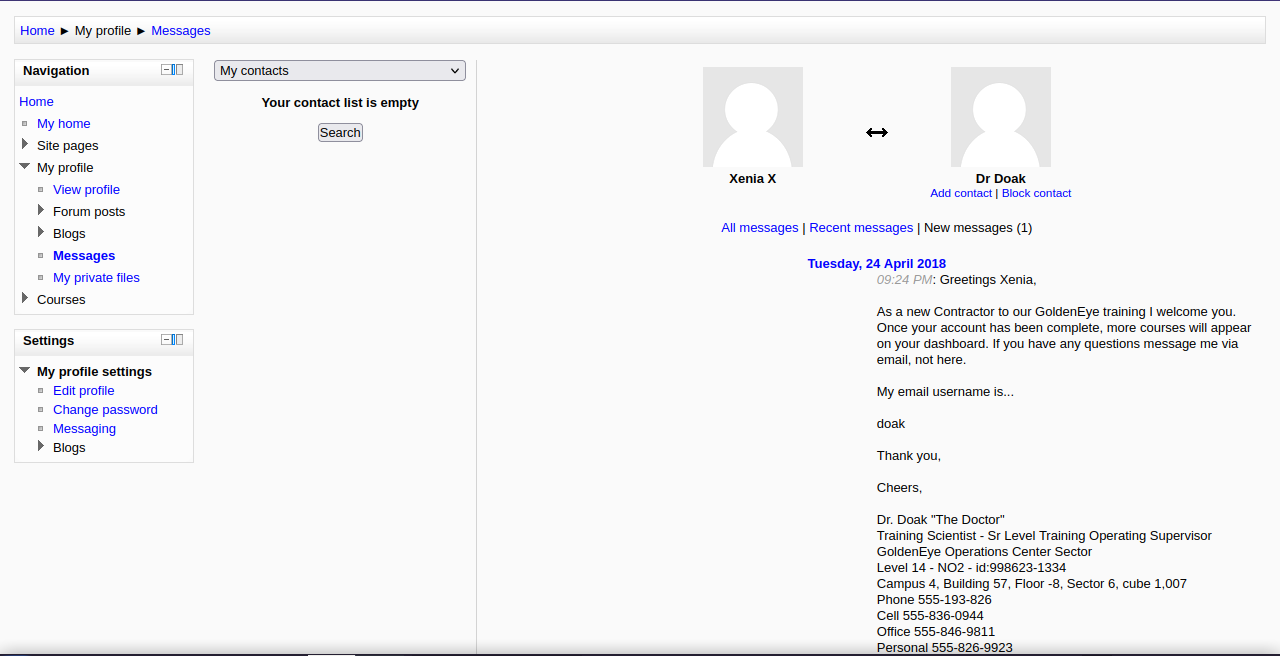 Home ► My profile ► Messages
Navigation
Home
My home
Site pages
My profile
View profile
Forum posts
Blogs
Messages
My private files
Courses
Settings
My profile settings
Edit profile
Change password
Messaging
Blogs
My contacts
Your contact list is empty
Search
Xenia X
Dr Doak
Add contact | Block contact
All messages | Recent messages | New messages (1)
Tuesday, 24 April 2018
09:24 PM: Greetings Xenia,
As a new Contractor to our GoldenEye training I welcome you.
Once your account has been complete, more courses will appear
on your dashboard. If you have any questions message me via
email, not here.
My email username is...
doak
Thank you,
Cheers,
Dr. Doak "The Doctor"
Training Scientist - Sr Level Training Operating Supervisor
GoldenEye Operations Center Sector
Level 14 - NO2 - id:998623-1334
Campus 4, Building 57, Floor -8, Sector 6, cube 1,007
Phone 555-193-826
Cell 555-836-0944
Office 555-846-9811
Personal 555-826-9923